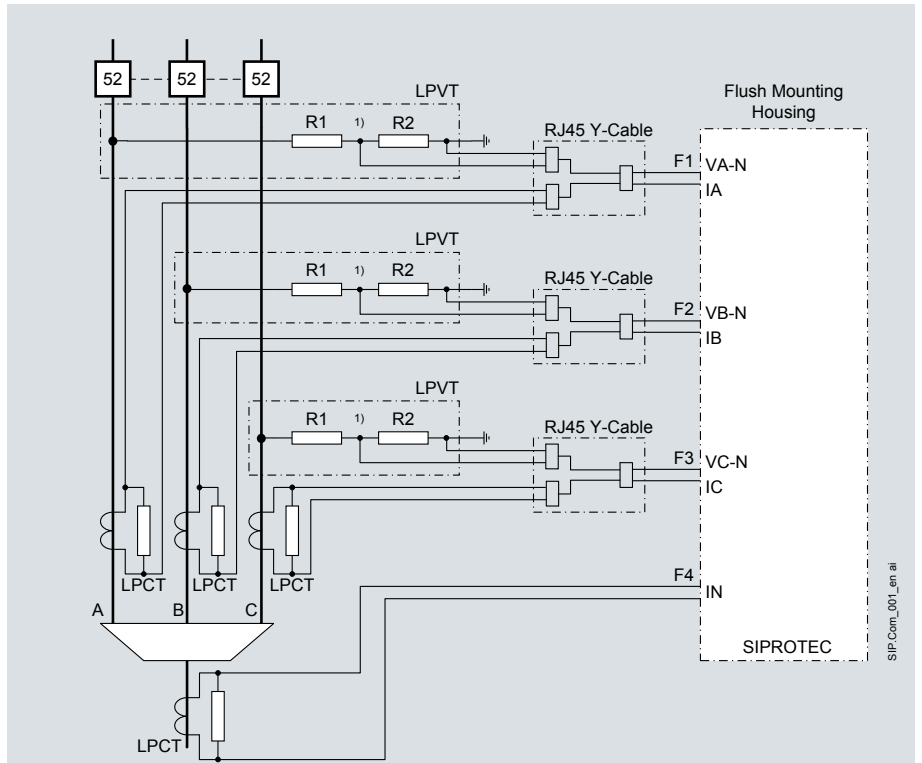 52 52 52
LPVT
Flush Mounting
Housing
R1 1) R2
RJ45 Y-Cable
F1 VA-N
IA
LPVT
R1 1) R2
RJ45 Y-Cable
F2 VB-N
IB
LPVT
R1 1) R2
RJ45 Y-Cable
F3 VC-N
IC
LPCT LPCT LPCT
F4 IN
A B C
SIPROTEC
LPCT
SIP.Com_001_en ai